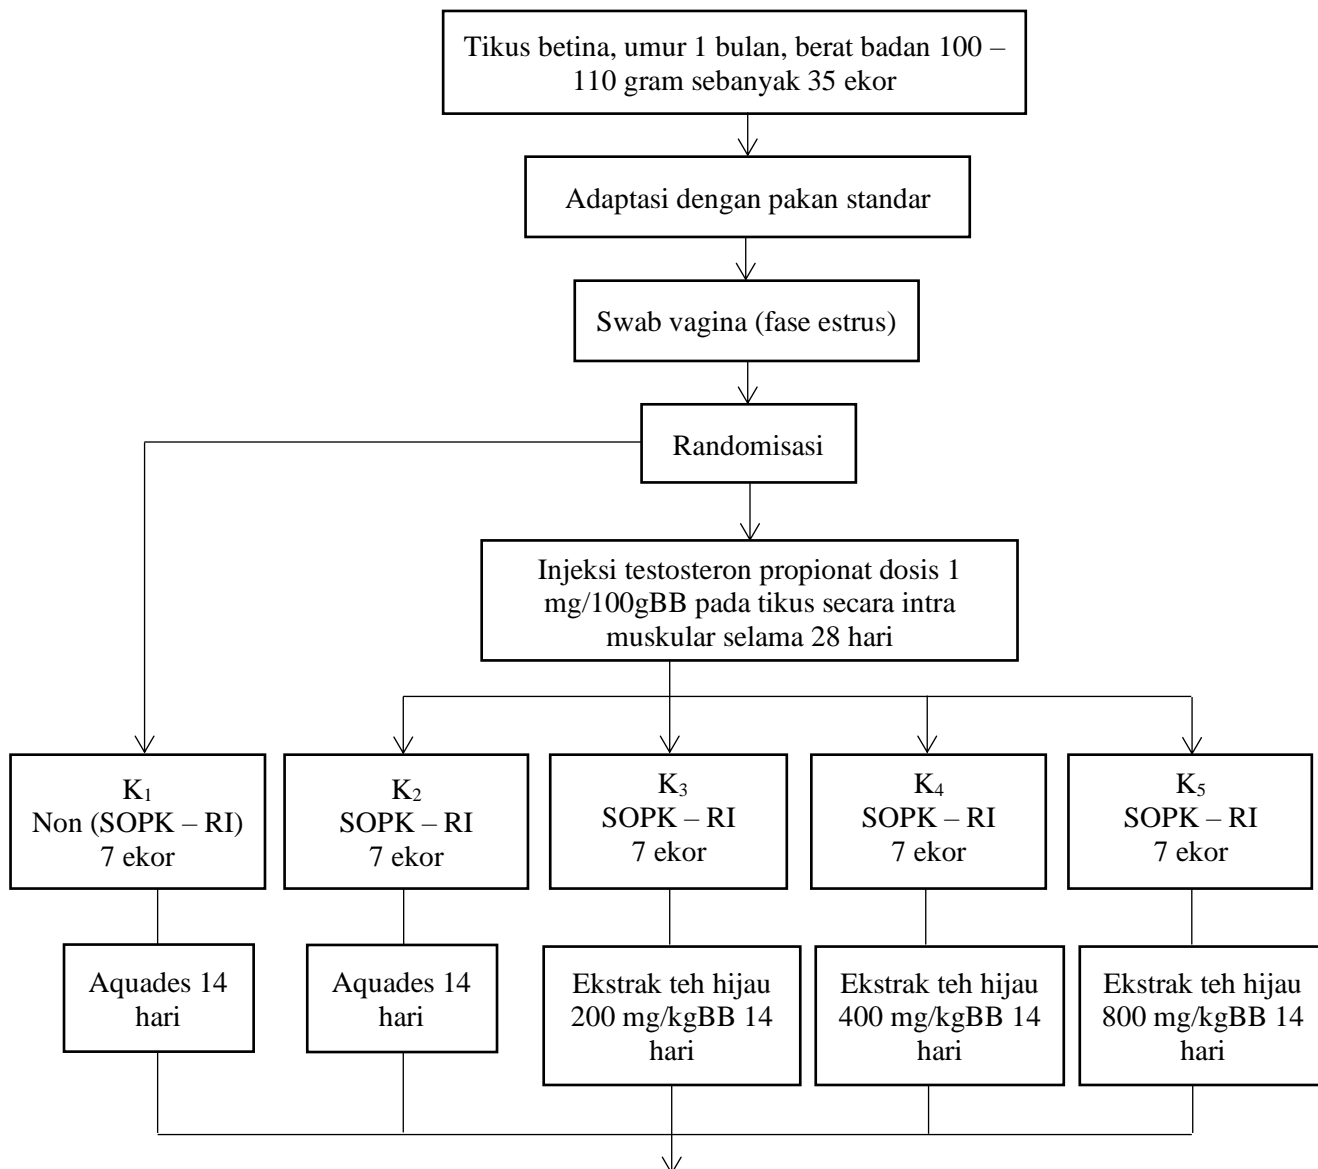 Tikus betina, umur 1 bulan, berat badan 100 –
110 gram sebanyak 35 ekor
Adaptasi dengan pakan standar
Swab vagina (fase estrus)
Randomisasi
Injeksi testosteron propionat dosis 1
mg/100gBB pada tikus secara intra
muskular selama 28 hari
K₁
Non (SOPK – RI)
7 ekor
K₂
SOPK – RI
7 ekor
K₃
SOPK – RI
7 ekor
K₄
SOPK – RI
7 ekor
K₅
SOPK – RI
7 ekor
Aquades 14
hari
Aquades 14
hari
Ekstrak teh hijau
200 mg/kgBB 14
hari
Ekstrak teh hijau
400 mg/kgBB 14
hari
Ekstrak teh hijau
800 mg/kgBB 14
hari